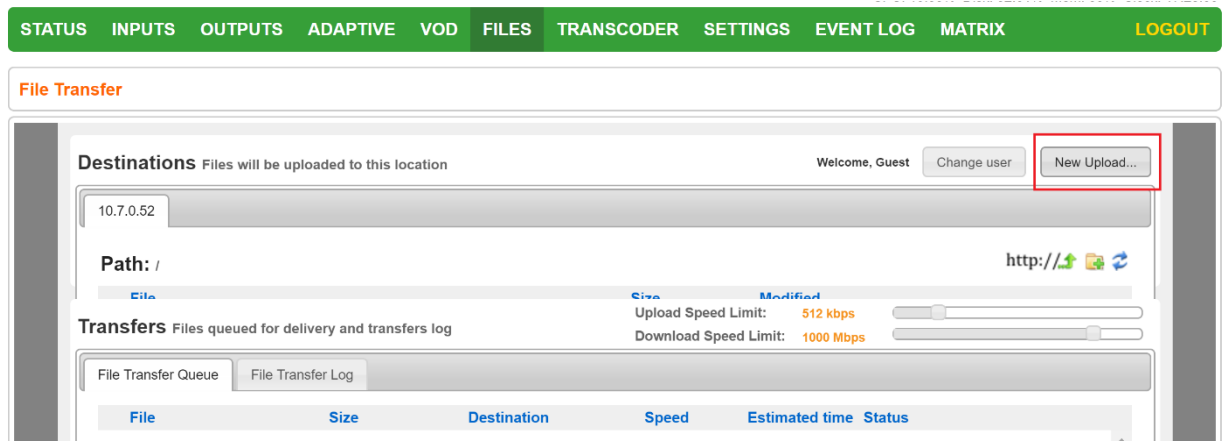 STATUS INPUTS OUTPUTS ADAPTIVE VOD FILES TRANSCODER SETTINGS EVENT LOG MATRIX LOGOUT
File Transfer
Destinations Files will be uploaded to this location Welcome, Guest Change user New Upload...
10.7.0.52
Path: / http://
File Size Modified
Upload Speed Limit: 512 kbps
Transfers Files queued for delivery and transfers log
Download Speed Limit: 1000 Mbps
File Transfer Queue File Transfer Log
File Size Destination Speed Estimated time Status